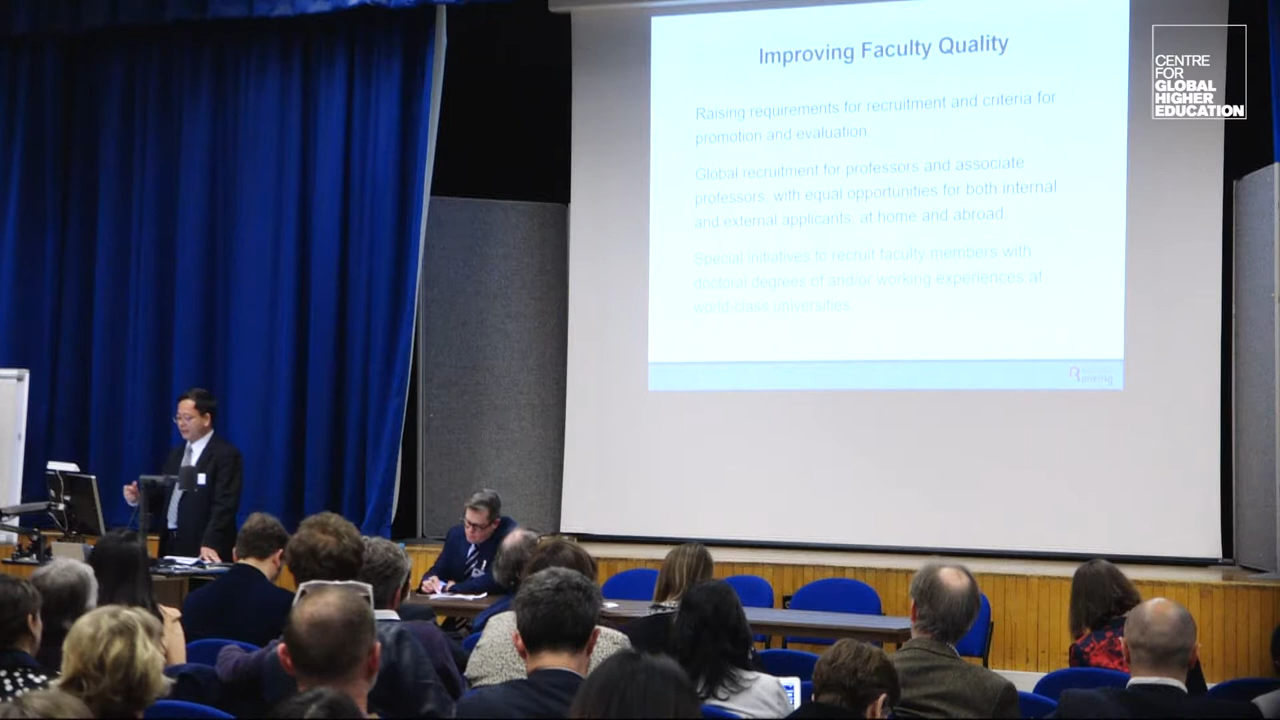 Improving Faculty Quality
Raising requirements for recruitment and criteria for
promotion and evaluation.
Global recruitment for professors and associate
professors, with equal opportunities for both internal
and external applicants, at home and abroad.
Special initiatives to recruit faculty members with
doctoral degrees of and/or working experiences at
world-class universities.
Ranking
CENTRE
FOR
GLOBAL
HIGHER
EDUCATION